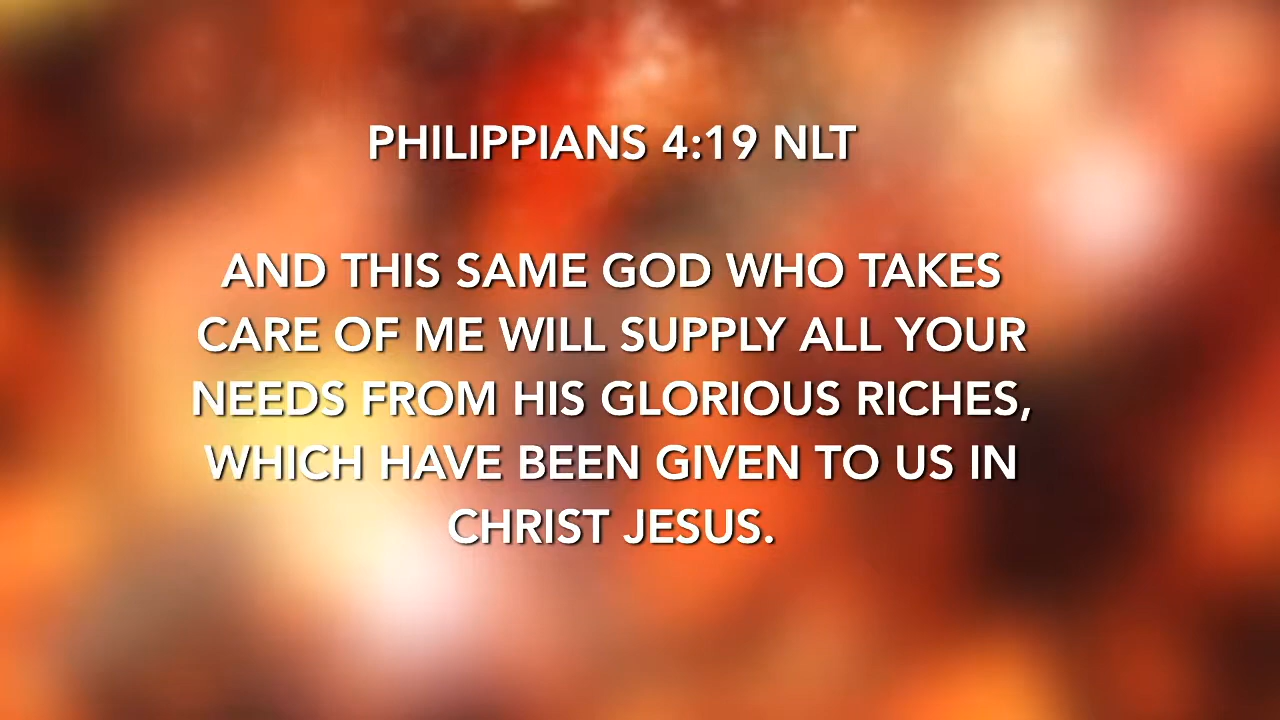 PHILIPPIANS 4:19 NLT
AND THIS SAME GOD WHO TAKES
CARE OF ME WILL SUPPLY ALL YOUR
NEEDS FROM HIS GLORIOUS RICHES,
WHICH HAVE BEEN GIVEN TO US IN
CHRIST JESUS.